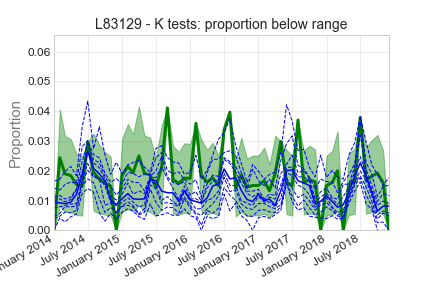 L83129 - K tests: proportion below range
Proportion
0.06
0.05
0.04
0.03
0.02
0.01
0.00
July 2014
January 2015
July 2015
January 2016
July 2016
January 2017
July 2017
January 2018
July 2018